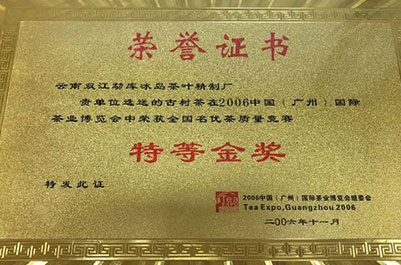 荣誉证书
云南双江勐库冰岛茶叶精制厂
贵单位选送的古村茶在2006中国（广州）国际
茶业博览会中荣获全国名优茶质量竞赛
特等金奖
特发此证
2006中国（广州）国际茶业博览会组委会
Tea Expo,Guangzhou 2006
二00六年十一月